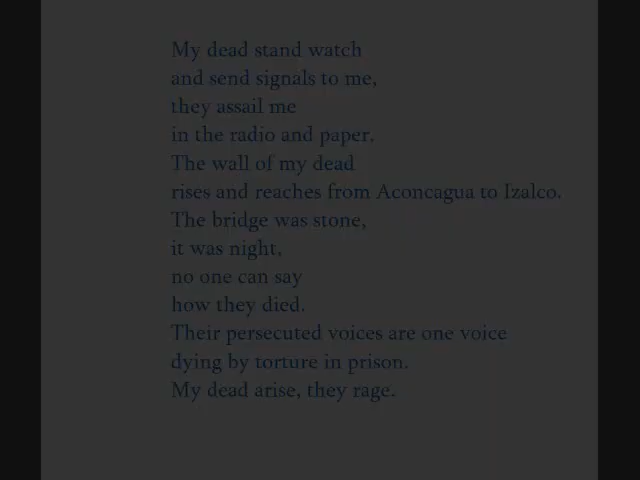 My dead stand watch
and send signals to me,
they assail me
in the radio and paper.
The wall of my dead
rises and reaches from Aconcagua to Izalco.
The bridge was stone,
it was night,
no one can say
how they died.
Their persecuted voices are one voice
dying by torture in prison.
My dead arise, they rage.